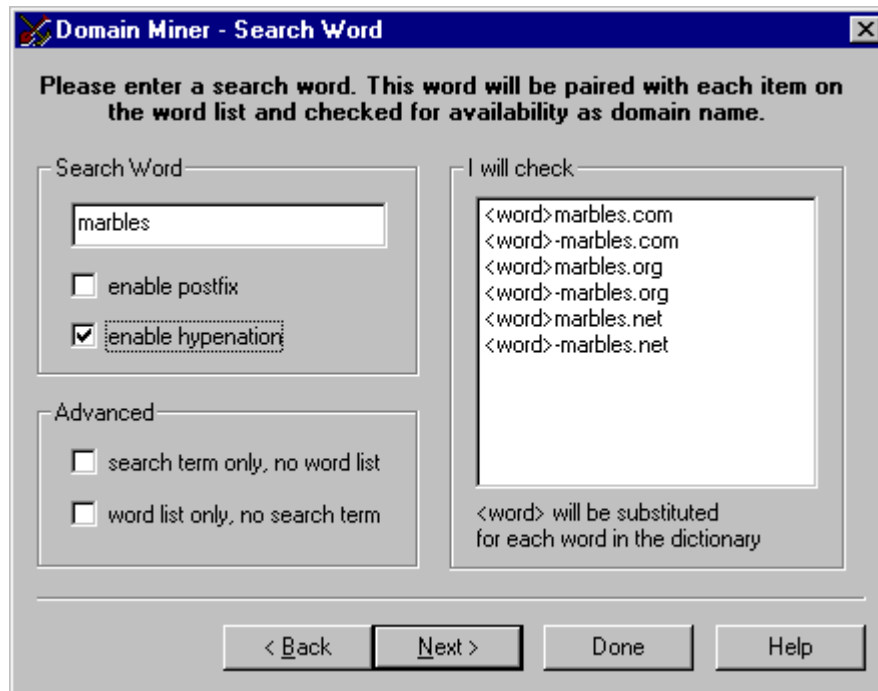 Domain Miner - Search Word
Please enter a search word. This word will be paired with each item on
the word list and checked for availability as domain name.
Search Word
marbles
enable postfix
enable hypenation
Advanced
search term only, no word list
word list only, no search term
I will check
<word>marbles.com
<word>-marbles.com
<word>marbles.org
<word>-marbles.org
<word>marbles.net
<word>-marbles.net
<word> will be substituted
for each word in the dictionary
< Back
Next >
Done
Help